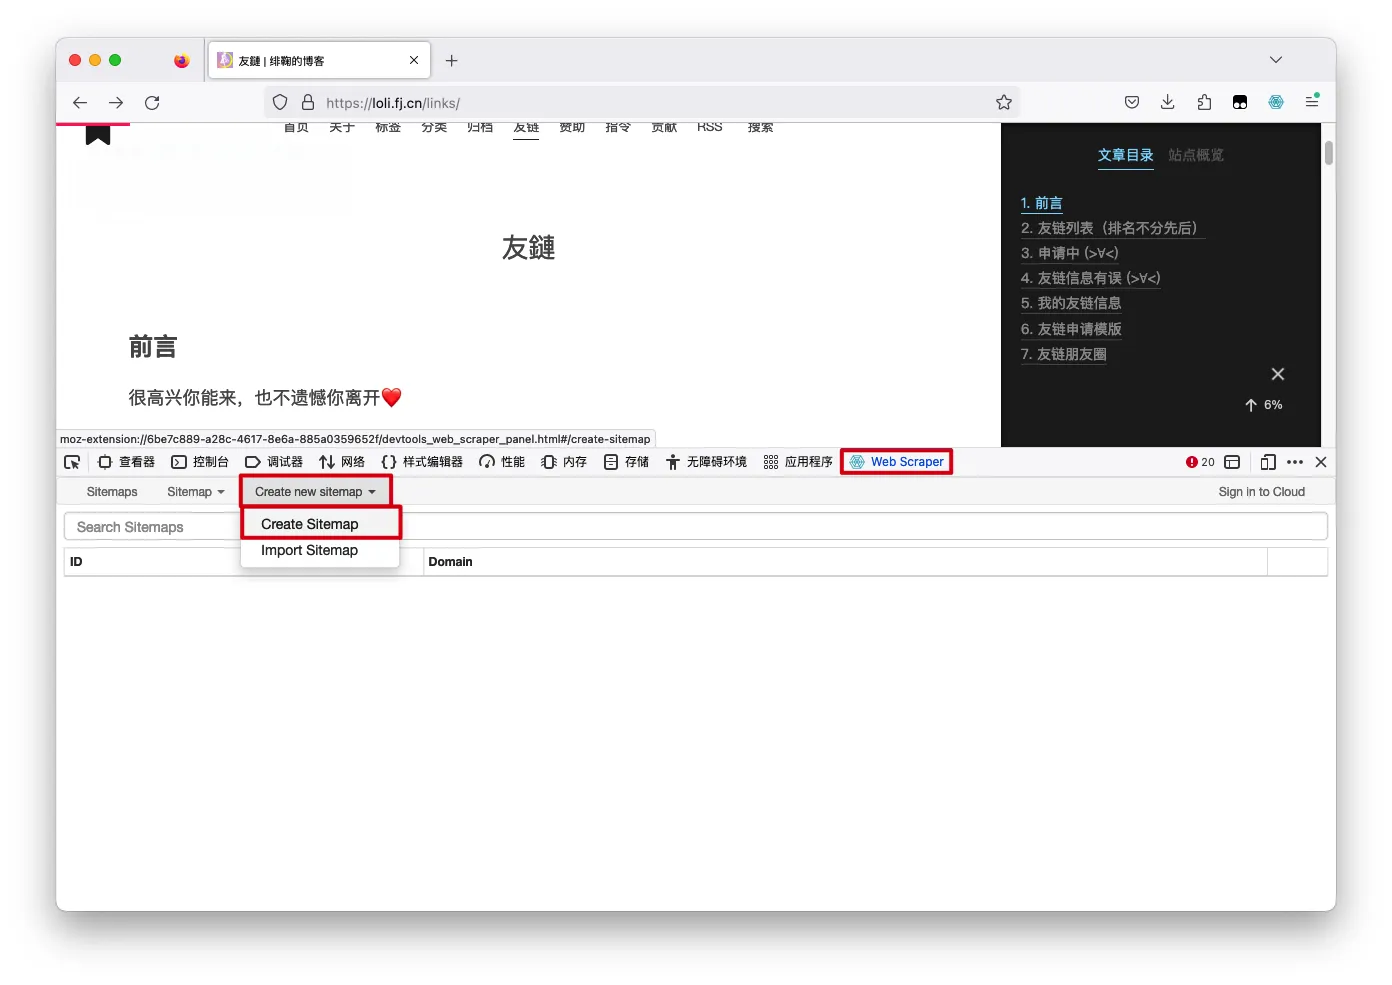 友鏈 | 绯鞠的博客
https://loli.fj.cn/links/
首页 关于 标签 分类 归档 友链 赞助 指令 贡献 RSS 搜索
文章目录 站点概览
1. 前言
2. 友链列表（排名不分先后）
3. 申请中 (>∀<)
4. 友链信息有误 (>∀<)
5. 我的友链信息
6. 友链申请模版
7. 友链朋友圈
6%
友鏈
前言
很高兴你能来，也不遗憾你离开❤️
moz-extension://6be7c889-a28c-4617-8e6a-885a0359652f/devtools_web_scraper_panel.html#/create-sitemap
查看器 控制台 调试器 网络 样式编辑器 性能 内存 存储 无障碍环境 应用程序 Web Scraper 20
Sitemaps Sitemap Create new sitemap Sign in to Cloud
Search Sitemaps
Create Sitemap
Import Sitemap
ID Domain